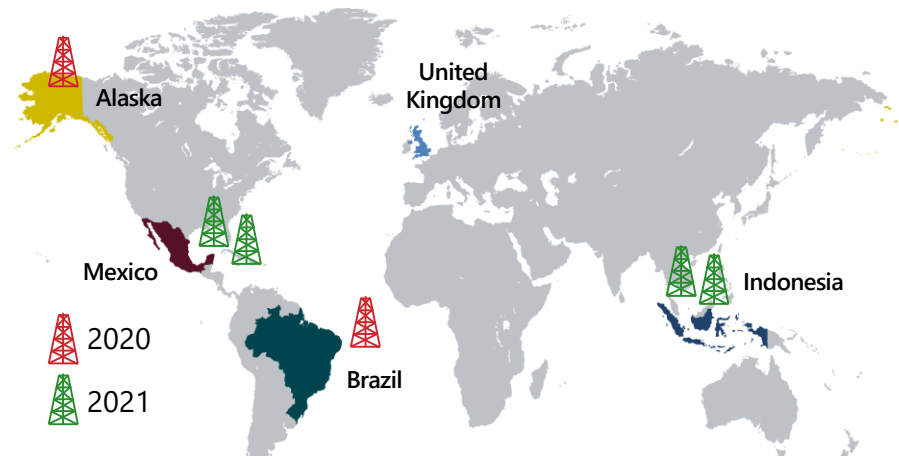 United
Kingdom
Alaska
Mexico
Indonesia
2020
Brazil
2021